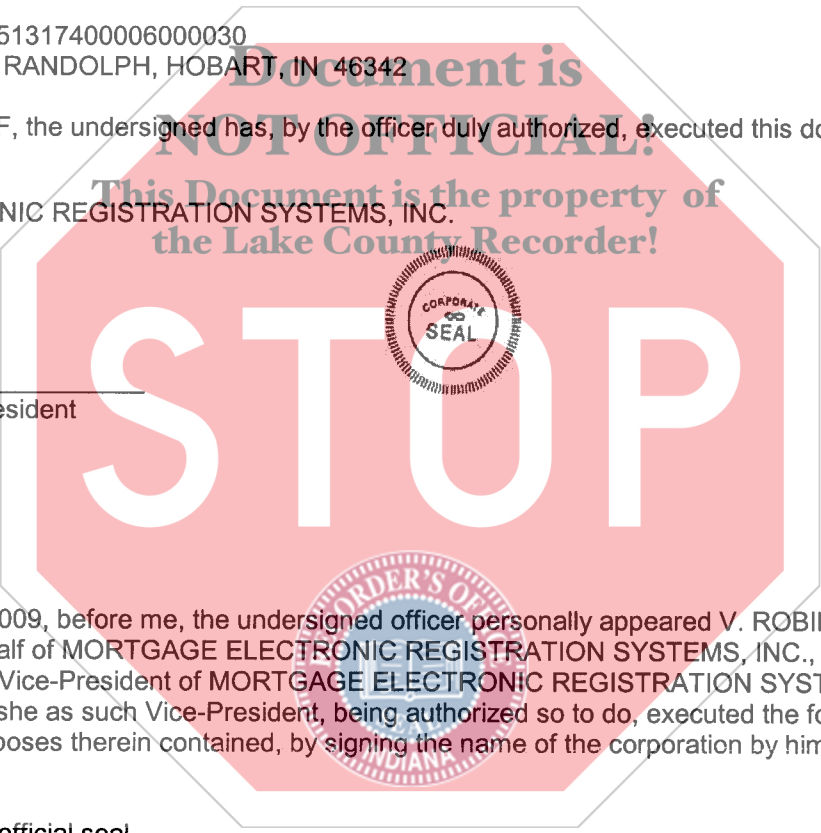 51317400006000030
RANDOLPH, HOBART, IN 46342
Document is
F, the undersigned has, by the officer duly authorized, executed this do
NOT OFFICIAL!
This Document is the property of
NIC REGISTRATION SYSTEMS, INC.
the Lake County Recorder!
CORPORATE
SEAL
esident
STOP
RECORDER'S OFFICE
009, before me, the undersigned officer personally appeared V. ROBI
alf of MORTGAGE ELECTRONIC REGISTRATION SYSTEMS, INC.,
Vice-President of MORTGAGE ELECTRONIC REGISTRATION SYST
she as such Vice-President, being authorized so to do, executed the fo
poses therein contained, by signing the name of the corporation by him
SEAL
INDIANA
official seal